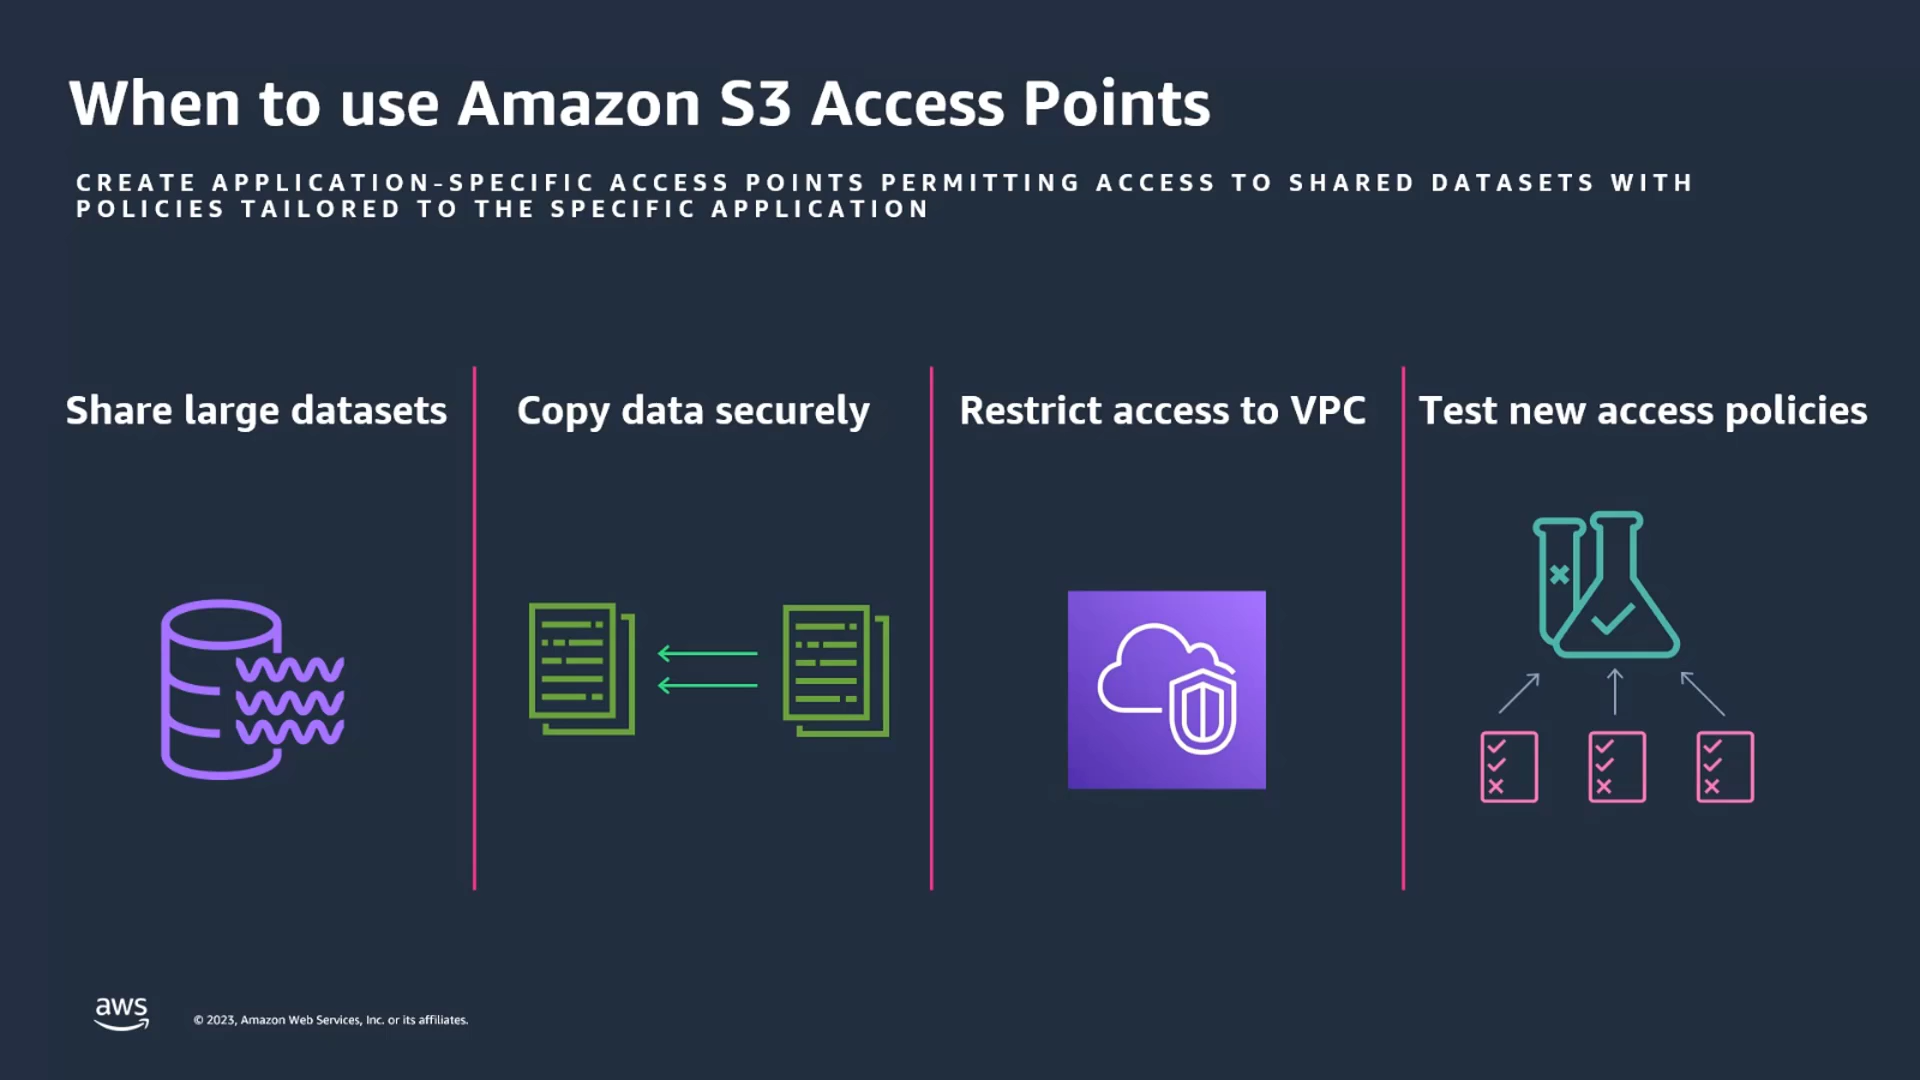 When to use Amazon S3 Access Points
CREATE APPLICATION-SPECIFIC ACCESS POINTS PERMITTING ACCESS TO SHARED DATASETS WITH
POLICIES TAILORED TO THE SPECIFIC APPLICATION
Share large datasets
Copy data securely
Restrict access to VPC
Test new access policies
aws
© 2023, Amazon Web Services, Inc. or its affiliates.